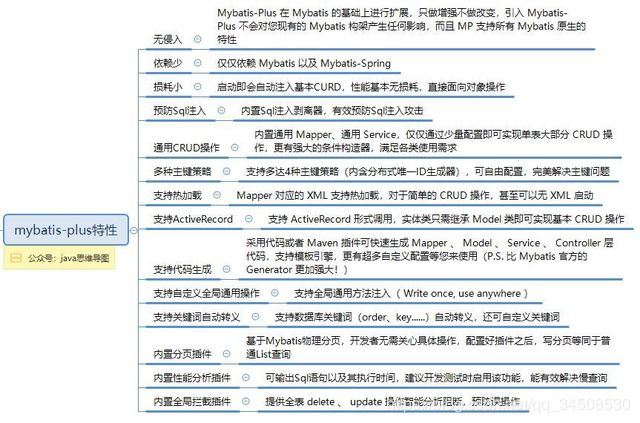 mybatis-plus特性
公众号：java思维导图
无侵入
Mybatis-Plus 在 Mybatis 的基础上进行扩展，只做增强不做改变，引入 Mybatis-
Plus 不会对您现有的 Mybatis 构架产生任何影响，而且 MP 支持所有 Mybatis 原生的
特性
依赖少
仅仅依赖 Mybatis 以及 Mybatis-Spring
损耗小
启动即会自动注入基本CURD，性能基本无损耗，直接面向对象操作
预防Sql注入
内置Sql注入剥离器，有效预防Sql注入攻击
通用CRUD操作
内置通用 Mapper、通用 Service，仅仅通过少量配置即可实现单表大部分 CRUD 操
作，更有强大的条件构造器，满足各类使用需求
多种主键策略
支持多达4种主键策略（内含分布式唯一ID生成器），可自由配置，完美解决主键问题
支持热加载
Mapper 对应的 XML 支持热加载，对于简单的 CRUD 操作，甚至可以无 XML 启动
支持ActiveRecord
支持 ActiveRecord 形式调用，实体类只需继承 Model 类即可实现基本 CRUD 操作
支持代码生成
采用代码或者 Maven 插件可快速生成 Mapper 、 Model 、 Service 、 Controller 层
代码，支持模板引擎，更有超多自定义配置等您来使用（P.S. 比 Mybatis 官方的
Generator 更加强大！）
支持自定义全局通用操作
支持全局通用方法注入（ Write once, use anywhere ）
支持关键词自动转义
支持数据库关键词（order、key......）自动转义，还可自定义关键词
内置分页插件
基于Mybatis物理分页，开发者无需关心具体操作，配置好插件之后，写分页等同于普
通List查询
内置性能分析插件
可输出Sql语句以及其执行时间，建议开发测试时启用该功能，能有效解决慢查询
内置全局拦截插件
提供全表 delete 、 update 操作智能分析阻断，预防误操作
https://blog.csdn.net/qq_34508530